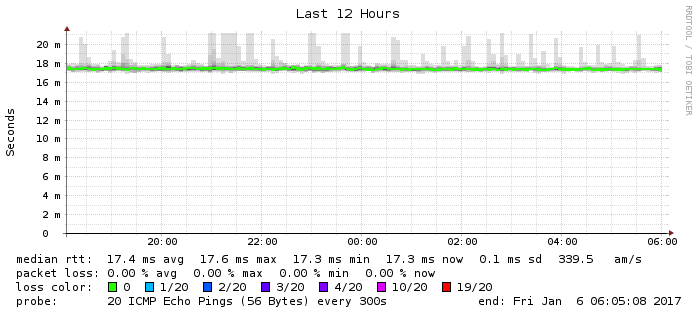 Last 12 Hours
RRDTOOL / TOBI OETIKER
Seconds
20 m
18 m
16 m
14 m
12 m
10 m
8 m
6 m
4 m
2 m
0
20:00 22:00 00:00 02:00 04:00 06:00
median rtt: 17.4 ms avg 17.6 ms max 17.3 ms min 17.3 ms now 0.1 ms sd 339.5 am/s
packet loss: 0.00 % avg 0.00 % max 0.00 % min 0.00 % now
loss color: 0 1/20 2/20 3/20 4/20 10/20 19/20
probe: 20 ICMP Echo Pings (56 Bytes) every 300s end: Fri Jan 6 06:05:08 2017